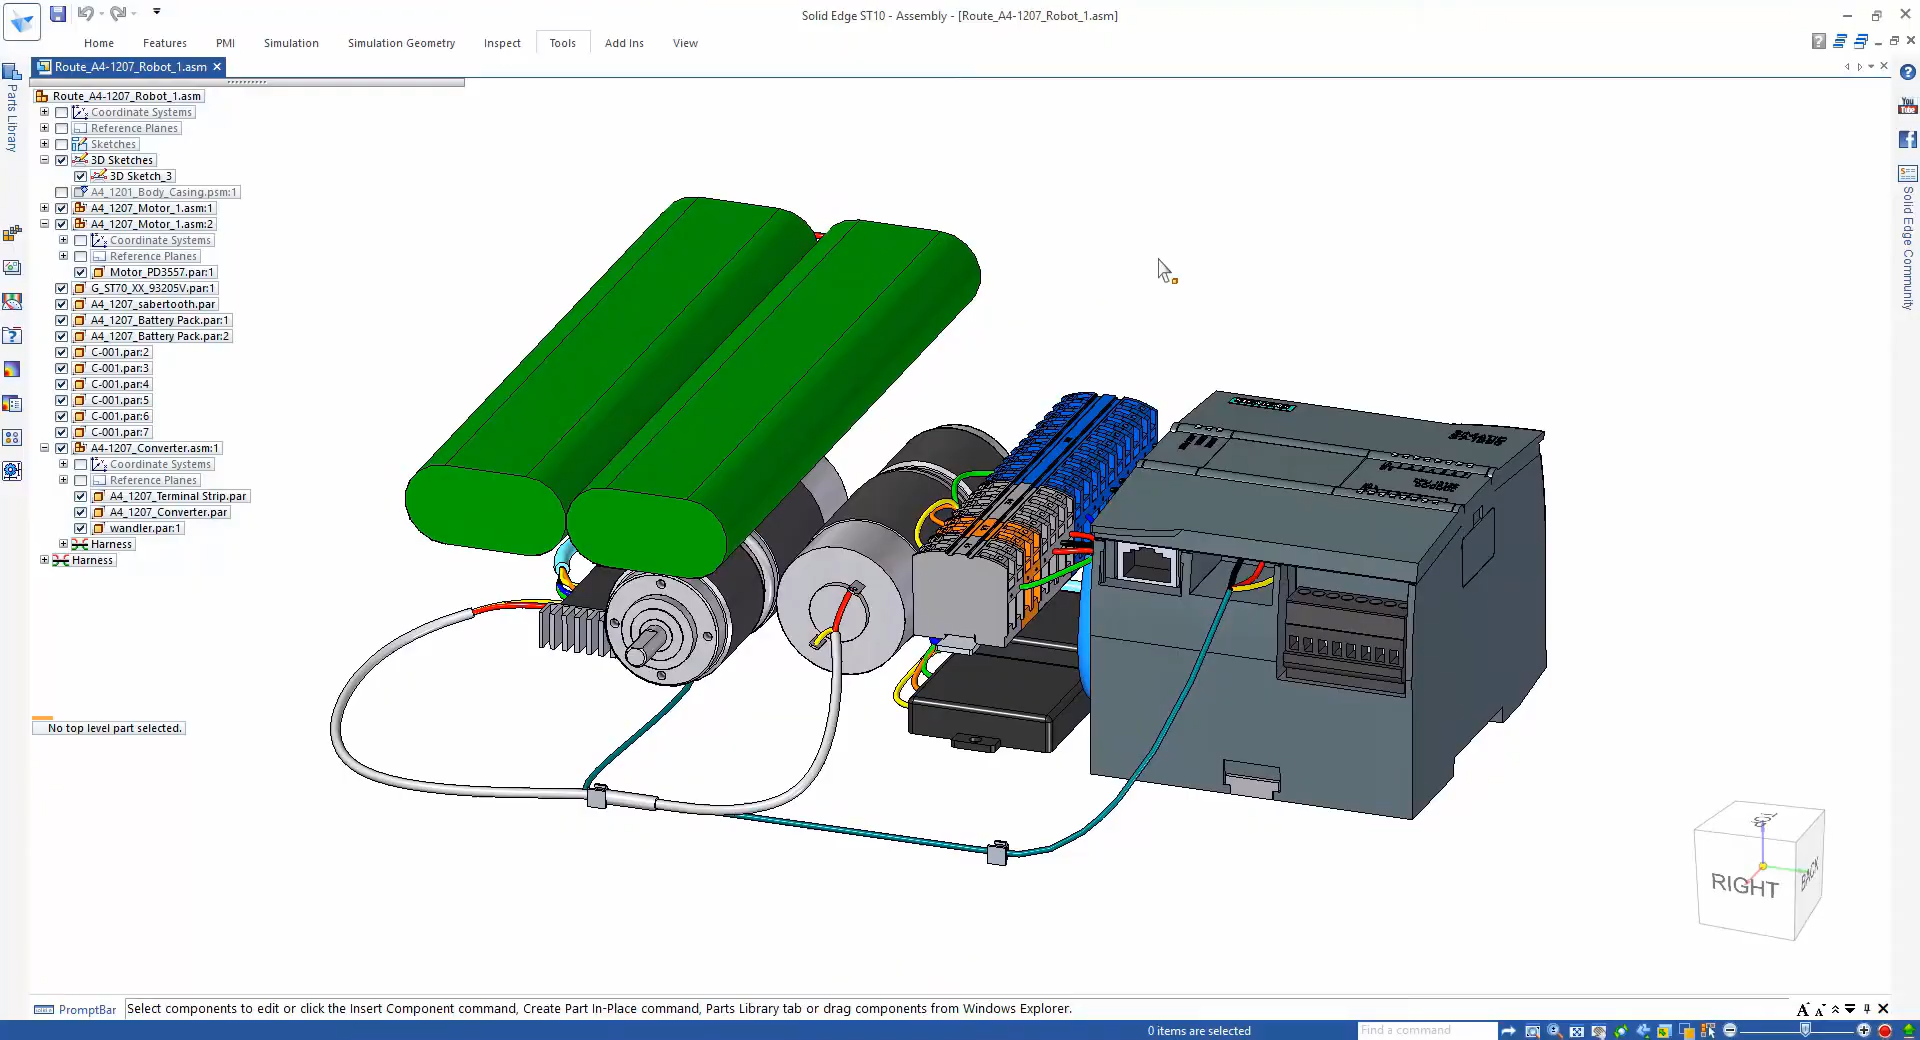 Solid Edge ST10 - Assembly - [Route_A4-1207_Robot_1.asm]
Home Features PMI Simulation Simulation Geometry Inspect Tools Add Ins View
Route_A4-1207_Robot_1.asm
Parts Library
Route_A4-1207_Robot_1.asm
Coordinate Systems
Reference Planes
Sketches
3D Sketches
3D Sketch_3
A4_1201_Body_Casing.psm:1
A4_1207_Motor_1.asm:1
A4_1207_Motor_1.asm:2
Coordinate Systems
Reference Planes
Motor_PD3557.par:1
G_ST70_XX_93205V.par:1
A4_1207_sabertooth.par
A4_1207_Battery Pack.par:1
A4_1207_Battery Pack.par:2
C-001.par:2
C-001.par:3
C-001.par:4
C-001.par:5
C-001.par:6
C-001.par:7
A4-1207_Converter.asm:1
Coordinate Systems
Reference Planes
A4_1207_Terminal Strip.par
A4_1207_Converter.par
wandler.par:1
Harness
Harness
No top level part selected.
You
Tube
Solid Edge Community
TOP
RIGHT
BACK
PromptBar
Select components to edit or click the Insert Component command, Create Part In-Place command, Parts Library tab or drag components from Windows Explorer.
0 items are selected
Find a command